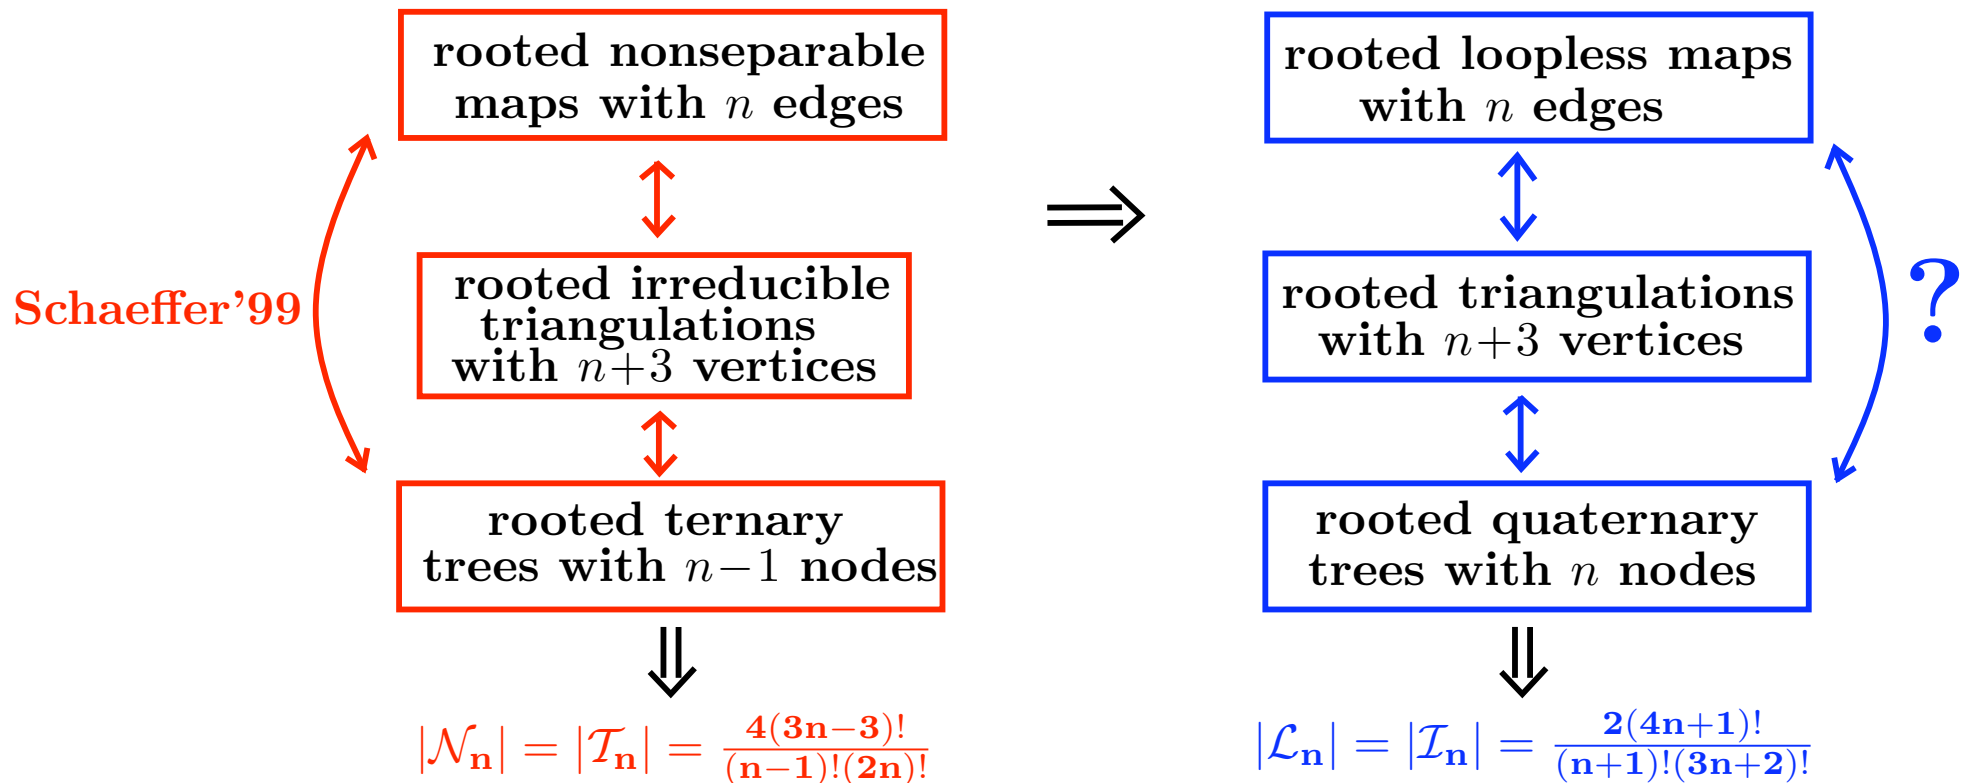 rooted nonseparable
maps with n edges
rooted loopless maps
with n edges
Schaeffer'99
rooted irreducible
triangulations
with n+3 vertices
⇒
rooted triangulations
with n+3 vertices
?
rooted ternary
trees with n−1 nodes
rooted quaternary
trees with n nodes
|𝒩ₙ| = |𝒯ₙ| = 4(3n−3)! / (n−1)!(2n)!
|ℒₙ| = |ℐₙ| = 2(4n+1)! / (n+1)!(3n+2)!